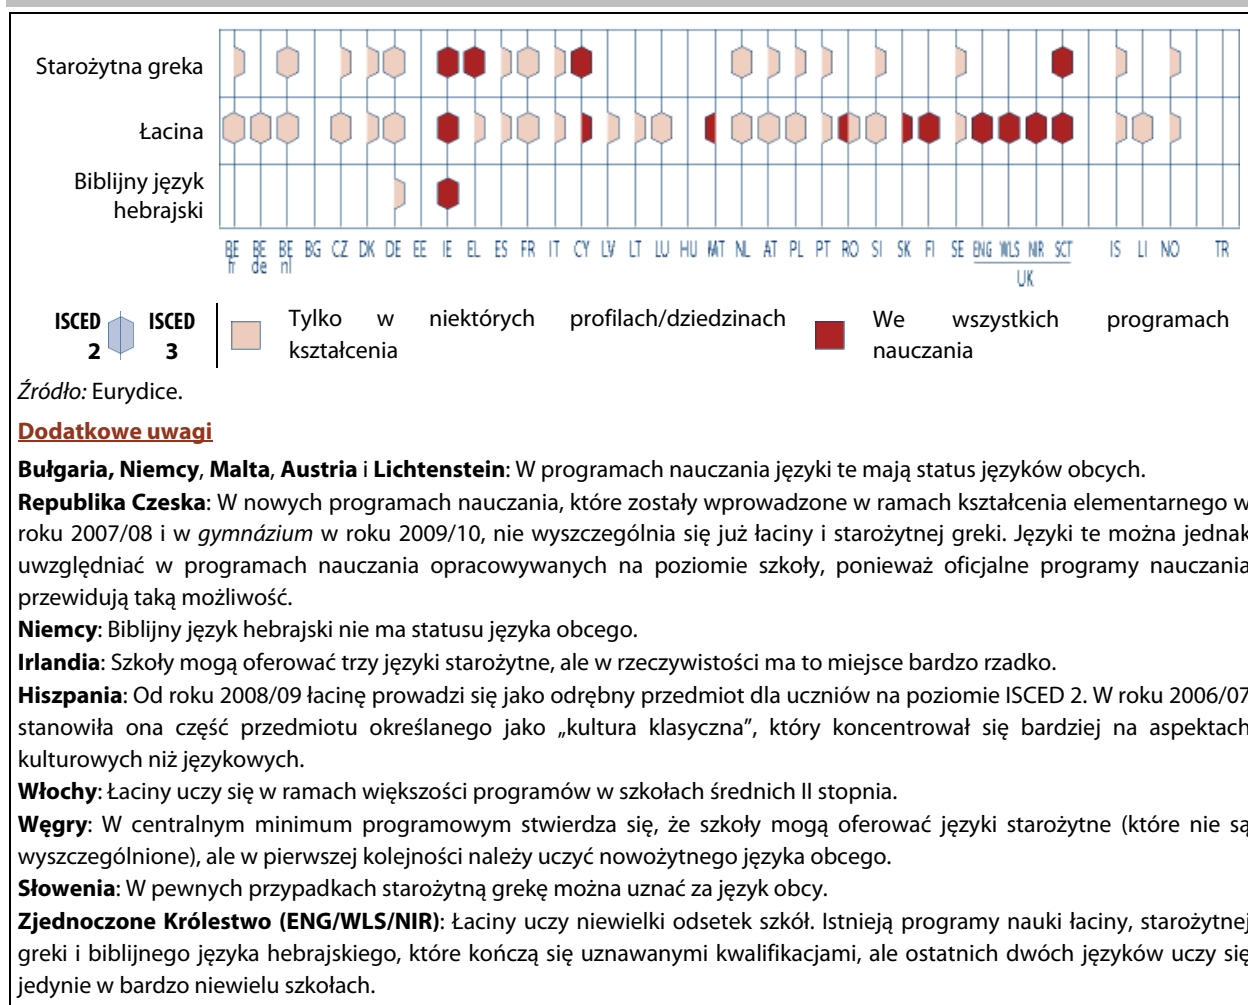 Starożytna greka
Łacina
Biblijny język
hebrajski
BE fr BE de BE nl BG CZ DK DE EE IE EL ES FR IT CY LV LT LU HU MT NL AT PL PT RO SI SK FI SE ENG WLS NIR SCT IS LI NO TR
UK
ISCED 2 ISCED 3
Tylko w niektórych profilach/dziedzinach
kształcenia
We wszystkich programach
nauczania
Źródło: Eurydice.
Dodatkowe uwagi
Bułgaria, Niemcy, Malta, Austria i Lichtenstein: W programach nauczania języki te mają status języków obcych.
Republika Czeska: W nowych programach nauczania, które zostały wprowadzone w ramach kształcenia elementarnego w
roku 2007/08 i w gymnázium w roku 2009/10, nie wyszczególnia się już łaciny i starożytnej greki. Języki te można jednak
uwzględniać w programach nauczania opracowywanych na poziomie szkoły, ponieważ oficjalne programy nauczania
przewidują taką możliwość.
Niemcy: Biblijny język hebrajski nie ma statusu języka obcego.
Irlandia: Szkoły mogą oferować trzy języki starożytne, ale w rzeczywistości ma to miejsce bardzo rzadko.
Hiszpania: Od roku 2008/09 łacinę prowadzi się jako odrębny przedmiot dla uczniów na poziomie ISCED 2. W roku 2006/07
stanowiła ona część przedmiotu określanego jako „kultura klasyczna”, który koncentrował się bardziej na aspektach
kulturowych niż językowych.
Włochy: Łaciny uczy się w ramach większości programów w szkołach średnich II stopnia.
Węgry: W centralnym minimum programowym stwierdza się, że szkoły mogą oferować języki starożytne (które nie są
wyszczególnione), ale w pierwszej kolejności należy uczyć nowożytnego języka obcego.
Słowenia: W pewnych przypadkach starożytną grekę można uznać za język obcy.
Zjednoczone Królestwo (ENG/WLS/NIR): Łaciny uczy niewielki odsetek szkół. Istnieją programy nauki łaciny, starożytnej
greki i biblijnego języka hebrajskiego, które kończą się uznawanymi kwalifikacjami, ale ostatnich dwóch języków uczy się
jedynie w bardzo niewielu szkołach.